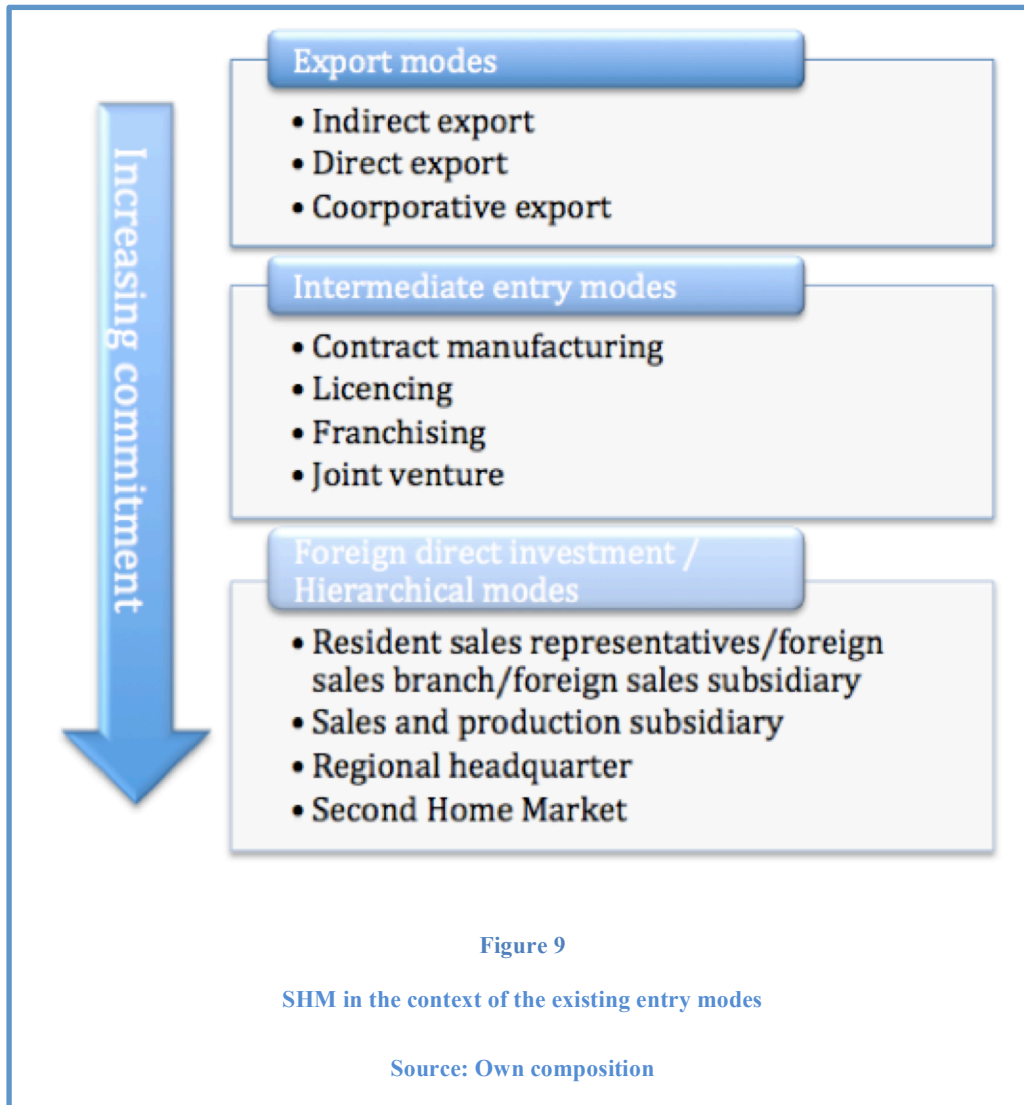 Increasing commitment
Export modes
• Indirect export
• Direct export
• Coorporative export
Intermediate entry modes
• Contract manufacturing
• Licencing
• Franchising
• Joint venture
Foreign direct investment /
Hierarchical modes
• Resident sales representatives/foreign
sales branch/foreign sales subsidiary
• Sales and production subsidiary
• Regional headquarter
• Second Home Market
Figure 9
SHM in the context of the existing entry modes
Source: Own composition